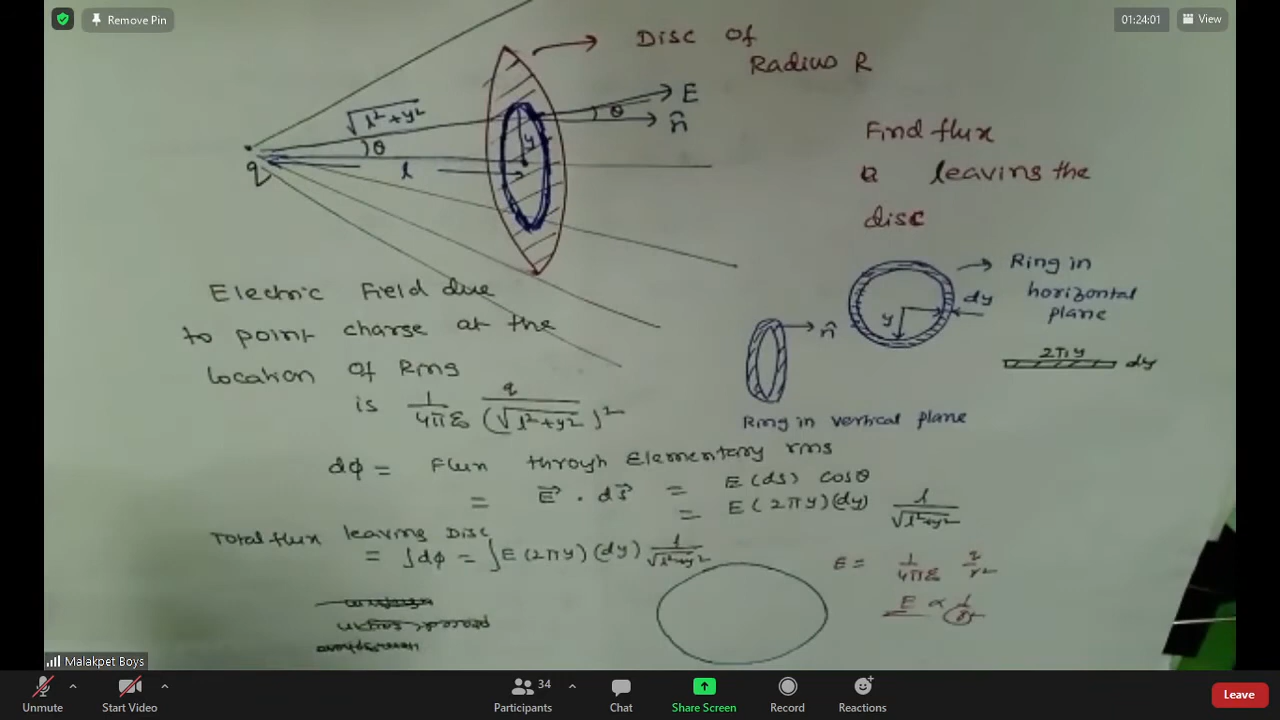 Remove Pin
01:24:01
View
Disc of
Radius R
√l²+y²
E
θ
n̂
θ
y
q
l
Find flux
leaving the
disc
Ring in
horizontal
plane
dy
y
n̂
2πy
dy
Ring in vertical plane
Electric Field due
to point charge at the
location of Ring
is 1/4πε q/(√l²+y²)²
dϕ = Flux through Elementary ring
= E⃗ . ds⃗ = E(ds) cosθ
= E(2πy)(dy) l/√l²+y²
Total flux leaving Disc
= ∫dϕ = ∫E(2πy)(dy) l/√l²+y²
E = 1/4πε q/r²
E ∝ 1/r²
Malakpet Boys
Unmute
Start Video
34
Participants
Chat
Share Screen
Record
Reactions
Leave